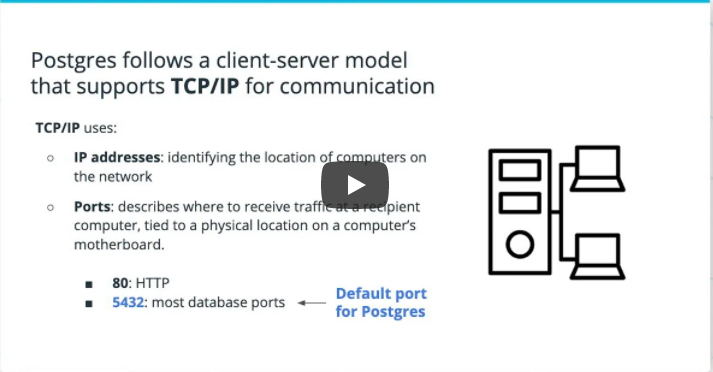 Postgres follows a client-server model
that supports TCP/IP for communication
TCP/IP uses:
○ IP addresses: identifying the location of computers on
the network
○ Ports: describes where to receive traffic at a recipient
computer, tied to a physical location on a computer’s
motherboard.
■ 80: HTTP
■ 5432: most database ports
Default port
for Postgres